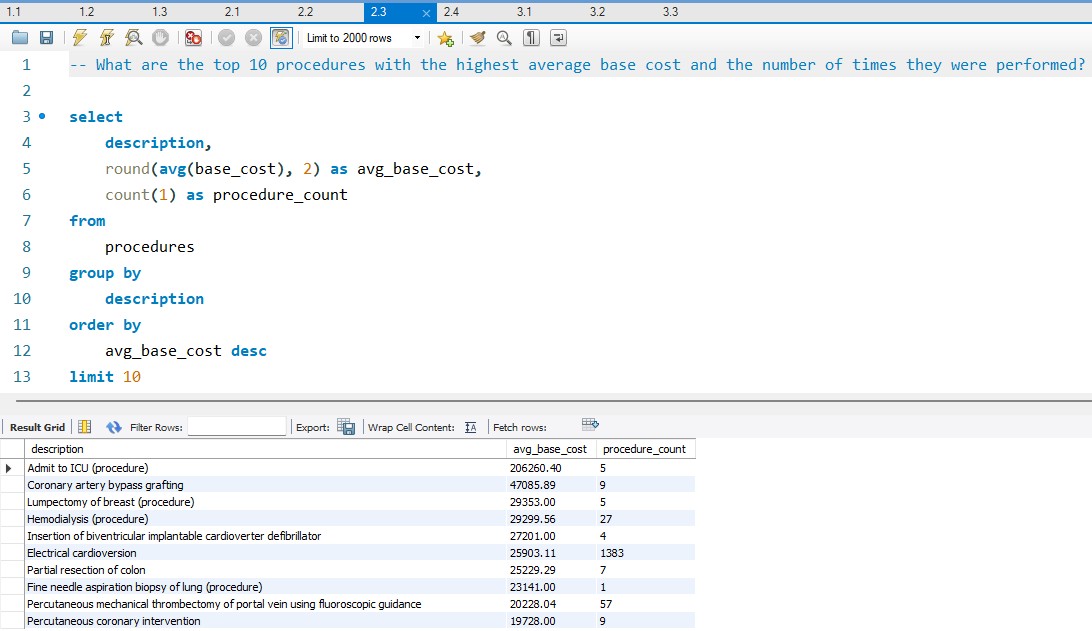 1.1 1.2 1.3 2.1 2.2 2.3 × 2.4 3.1 3.2 3.3
Limit to 2000 rows
1 -- What are the top 10 procedures with the highest average base cost and the number of times they were performed?
2
3 select
4 description,
5 round(avg(base_cost), 2) as avg_base_cost,
6 count(1) as procedure_count
7 from
8 procedures
9 group by
10 description
11 order by
12 avg_base_cost desc
13 limit 10
Result Grid Filter Rows: Export: Wrap Cell Content: IA Fetch rows:
description avg_base_cost procedure_count
Admit to ICU (procedure) 206260.40 5
Coronary artery bypass grafting 47085.89 9
Lumpectomy of breast (procedure) 29353.00 5
Hemodialysis (procedure) 29299.56 27
Insertion of biventricular implantable cardioverter defibrillator 27201.00 4
Electrical cardioversion 25903.11 1383
Partial resection of colon 25229.29 7
Fine needle aspiration biopsy of lung (procedure) 23141.00 1
Percutaneous mechanical thrombectomy of portal vein using fluoroscopic guidance 20228.04 57
Percutaneous coronary intervention 19728.00 9